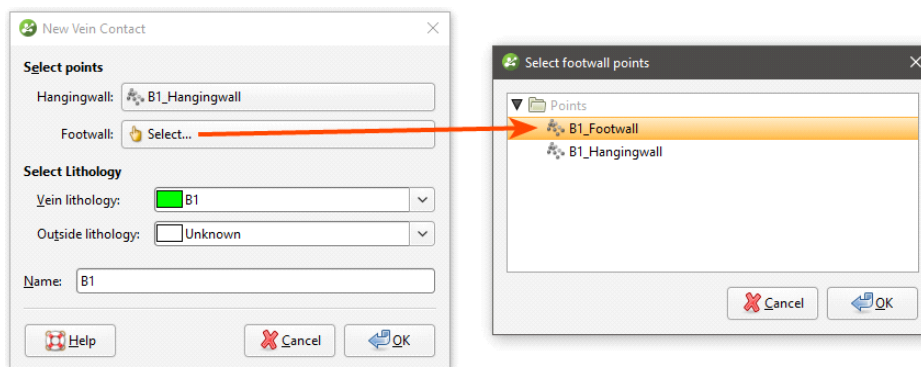 New Vein Contact
Select points
Hangingwall: B1_Hangingwall
Footwall: Select...
Select Lithology
Vein lithology: B1
Outside lithology: Unknown
Name: B1
Help Cancel OK
Select footwall points
Points
B1_Footwall
B1_Hangingwall
Cancel OK